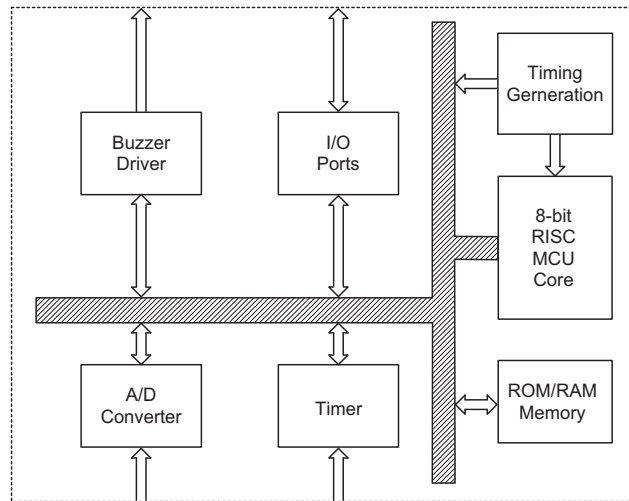 Timing
Gerneration
Buzzer
Driver
I/O
Ports
8-bit
RISC
MCU
Core
A/D
Converter
Timer
ROM/RAM
Memory